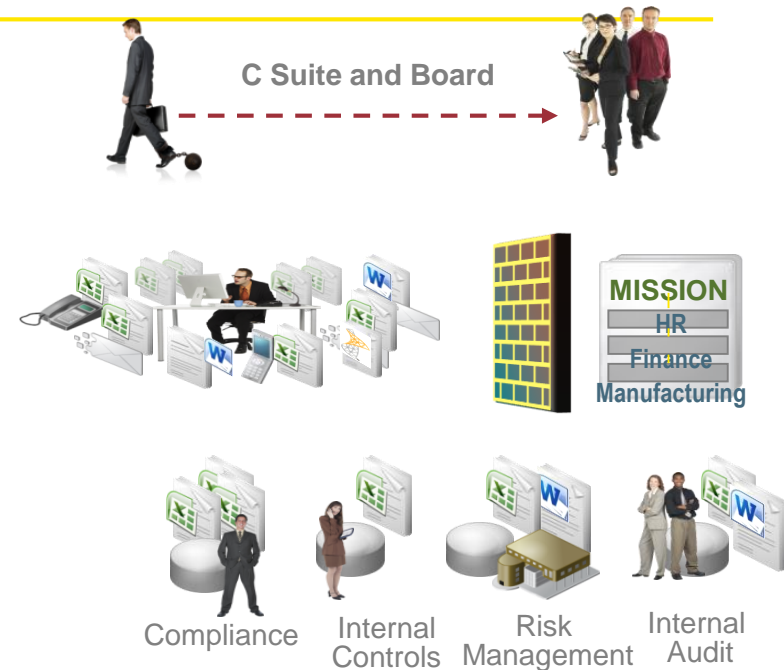 C Suite and Board
MISSION
HR
Finance
Manufacturing
W
W
W
W
Compliance
Internal
Controls
Risk
Management
Internal
Audit